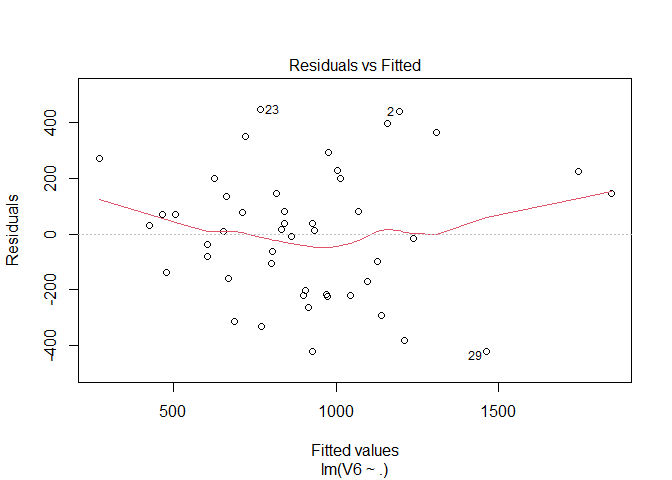 Residuals vs Fitted
Residuals
400
200
0
-200
-400
23
2
29
500
1000
1500
Fitted values
lm(V6 ~ .)